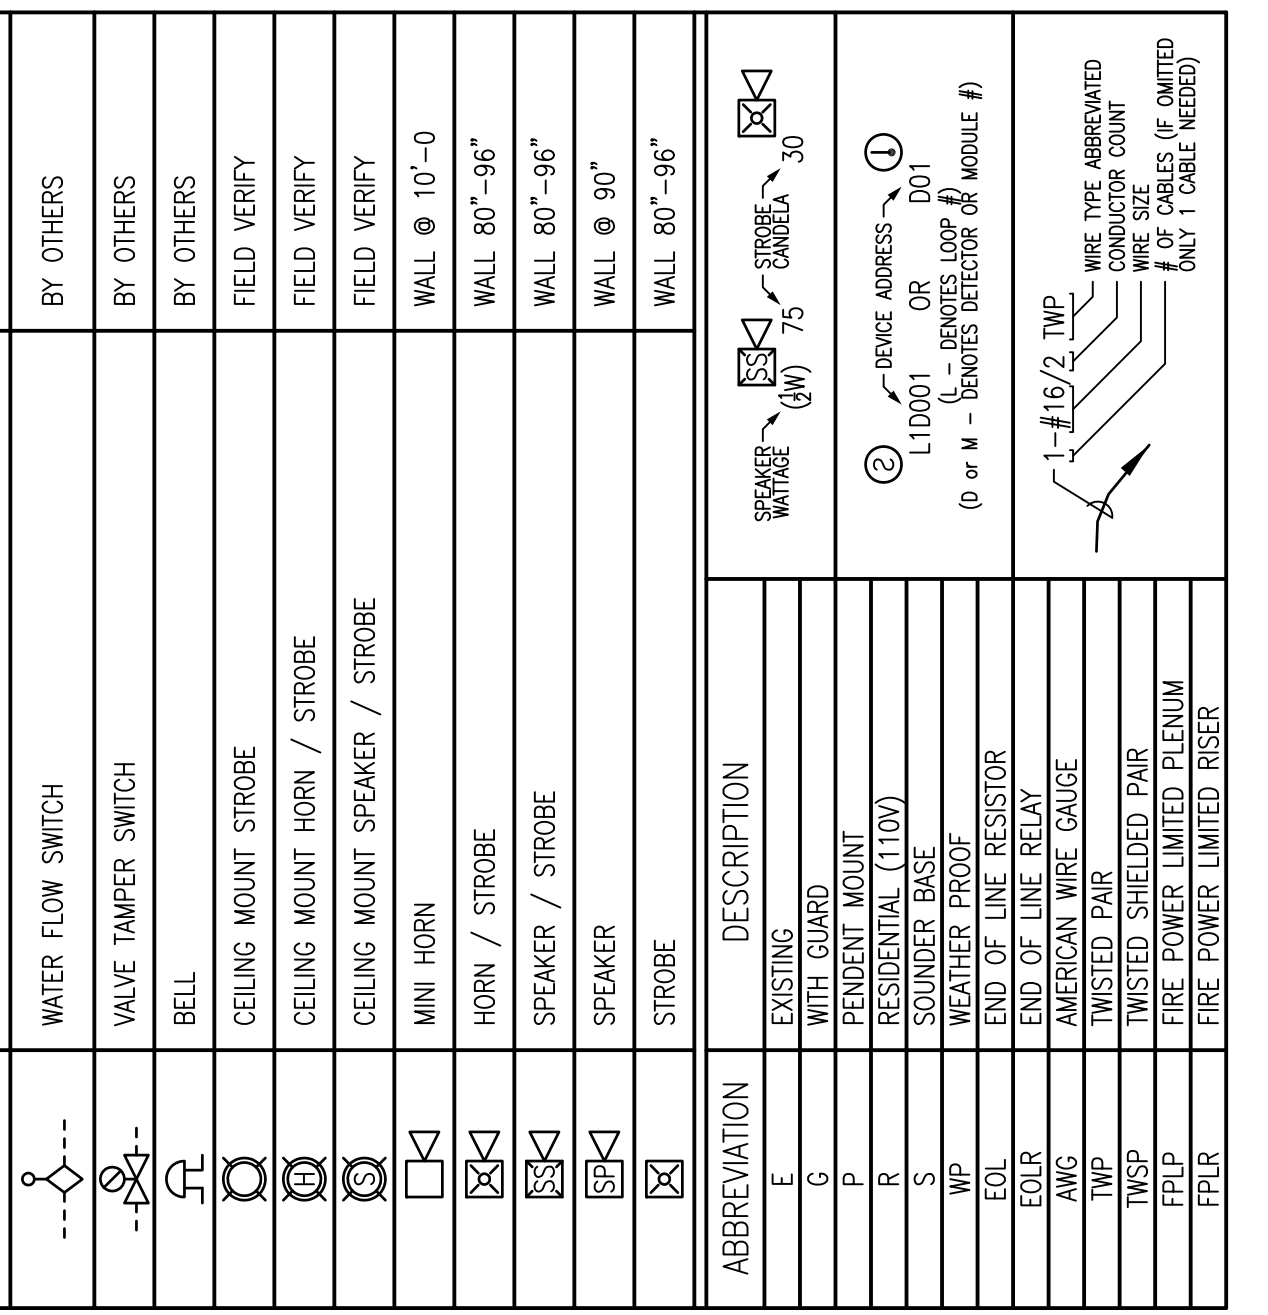 WATER FLOW SWITCH BY OTHERS
VALVE TAMPER SWITCH BY OTHERS
BELL BY OTHERS
CEILING MOUNT STROBE FIELD VERIFY
H CEILING MOUNT HORN / STROBE FIELD VERIFY
S CEILING MOUNT SPEAKER / STROBE FIELD VERIFY
MINI HORN WALL @ 10'-0
HORN / STROBE WALL 80"-96"
SS SPEAKER / STROBE WALL 80"-96"
SP SPEAKER WALL @ 90"
STROBE WALL 80"-96"
ABBREVIATION DESCRIPTION
E EXISTING
G WITH GUARD
P PENDENT MOUNT
R RESIDENTIAL (110V)
S SOUNDER BASE
WP WEATHER PROOF
EOL END OF LINE RESISTOR
EOLR END OF LINE RELAY
AWG AMERICAN WIRE GAUGE
TWP TWISTED PAIR
TWSP TWISTED SHIELDED PAIR
FPLP FIRE POWER LIMITED PLENUM
FPLR FIRE POWER LIMITED RISER
SS
SPEAKER
WATTAGE
(1/2W) 75
STROBE
CANDELA
30
2
DEVICE ADDRESS
L1D001 OR D01
(L - DENOTES LOOP #)
(D or M - DENOTES DETECTOR OR MODULE #)
1-#16/2 TWP
WIRE TYPE ABBREVIATED
CONDUCTOR COUNT
WIRE SIZE
# OF CABLES (IF OMITTED
ONLY 1 CABLE NEEDED)